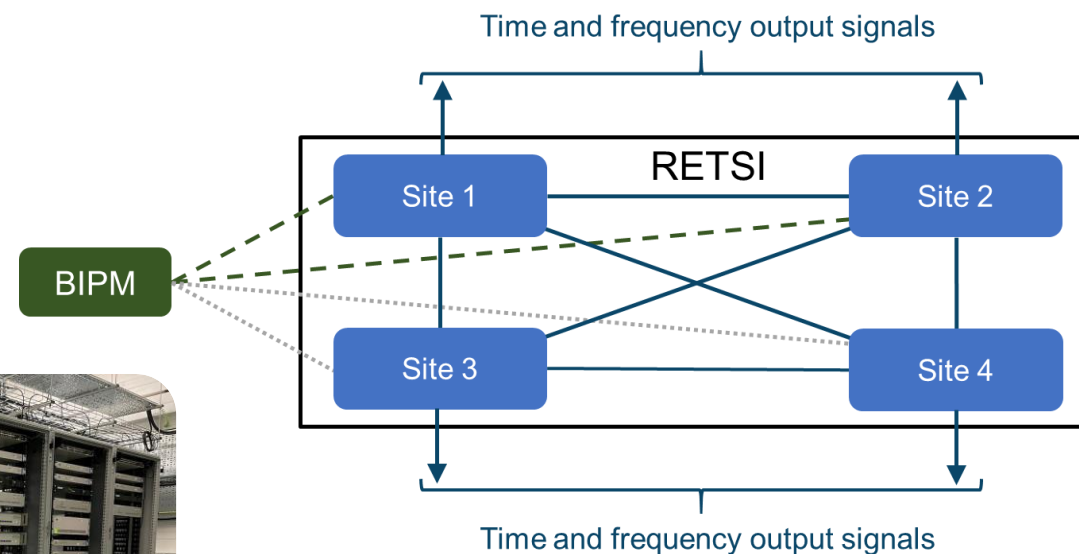 Time and frequency output signals
RETSI
Site 1
Site 2
BIPM
Site 3
Site 4
Time and frequency output signals